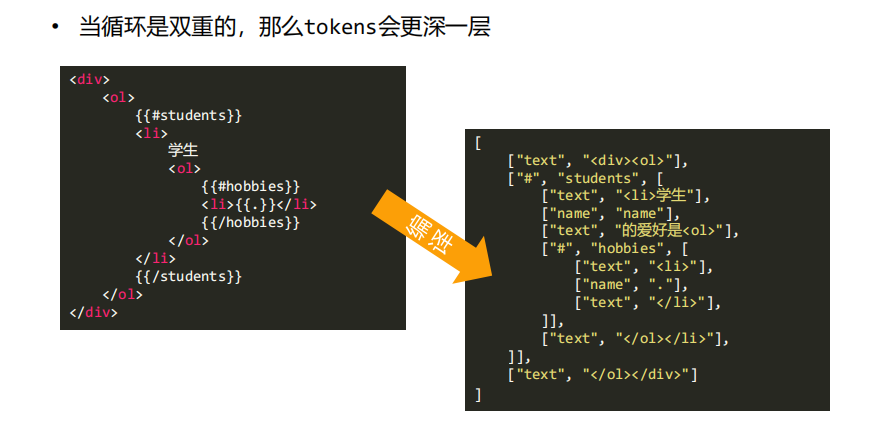 • 当循环是双重的，那么tokens会更深一层
<div>
    <ol>
        {{#students}}
        <li>
            学生
            <ol>
                {{#hobbies}}
                <li>{{.}}</li>
                {{/hobbies}}
            </ol>
        </li>
        {{/students}}
    </ol>
</div>
编译
[
    ["text", "<div><ol>"],
    ["#", "students", [
        ["text", "<li>学生"],
        ["name", "name"],
        ["text", "的爱好是<ol>"],
        ["#", "hobbies", [
            ["text", "<li>"],
            ["name", "."],
            ["text", "</li>"],
        ]],
        ["text", "</ol></li>"],
    ]],
    ["text", "</ol></div>"]
]